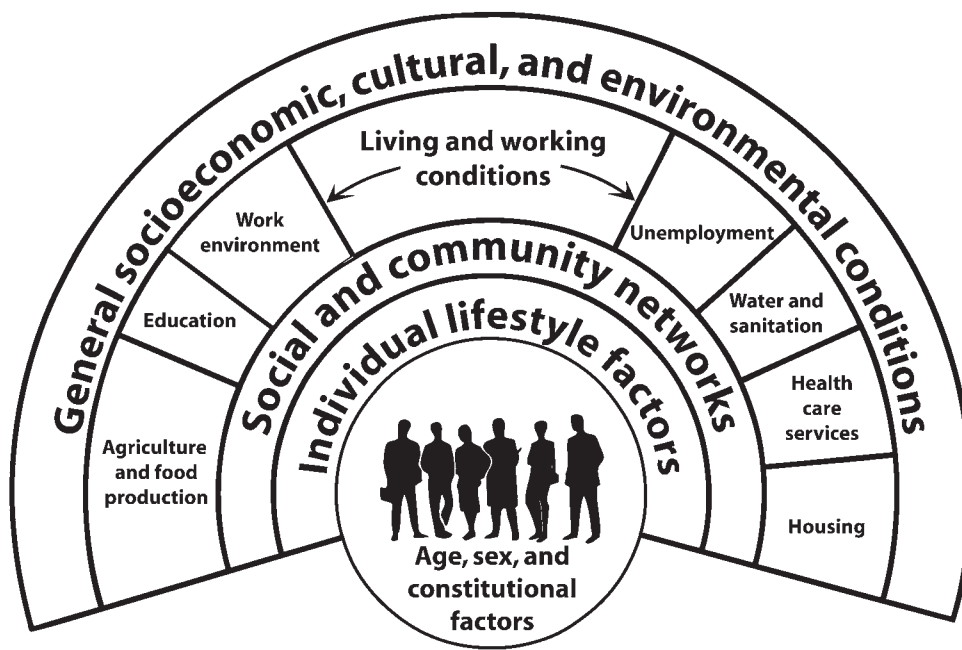 General socioeconomic, cultural, and environmental conditions
Living and working
conditions
Work
environment
Unemployment
Education
Water and
sanitation
Agriculture
and food
production
Health
care
services
Housing
Social and community networks
Individual lifestyle factors
Age, sex, and
constitutional
factors